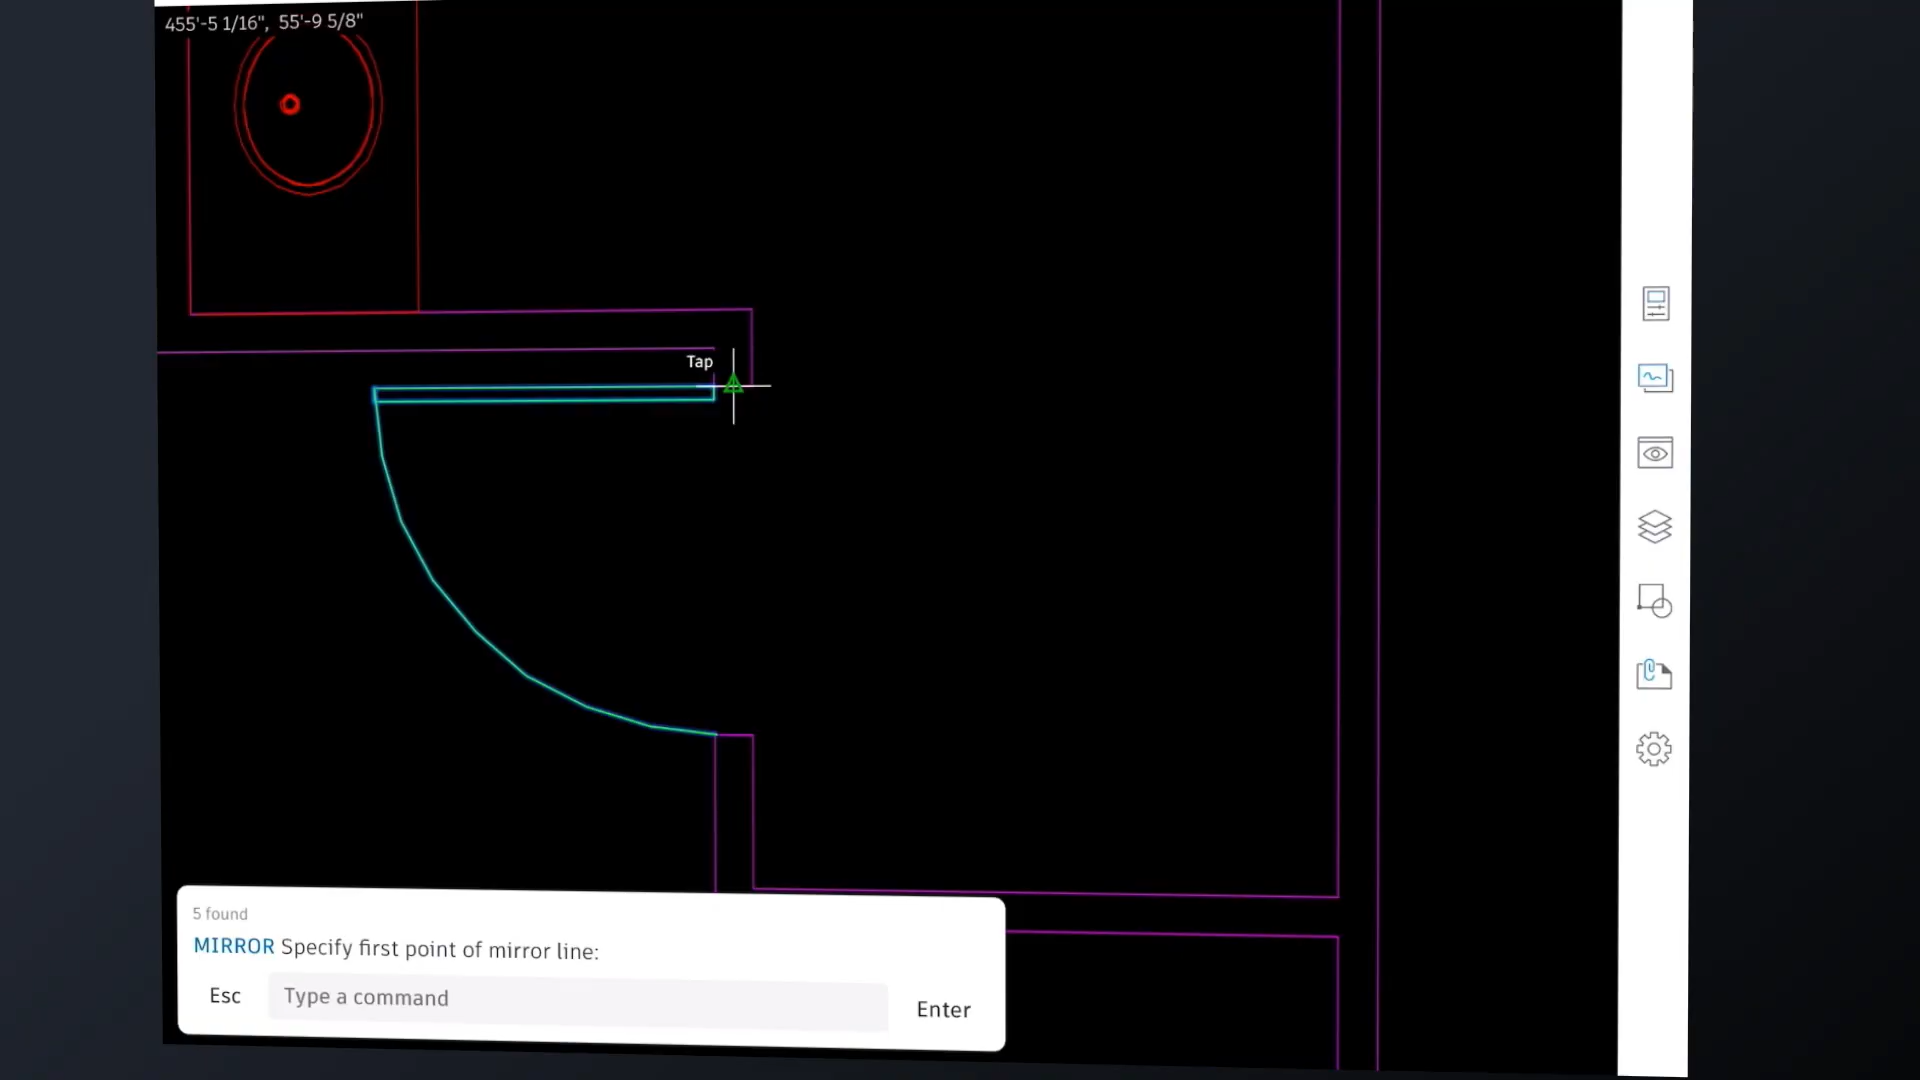 455'-5 1/16", 55'-9 5/8"
Tap
5 found
MIRROR Specify first point of mirror line:
Esc
Type a command
Enter